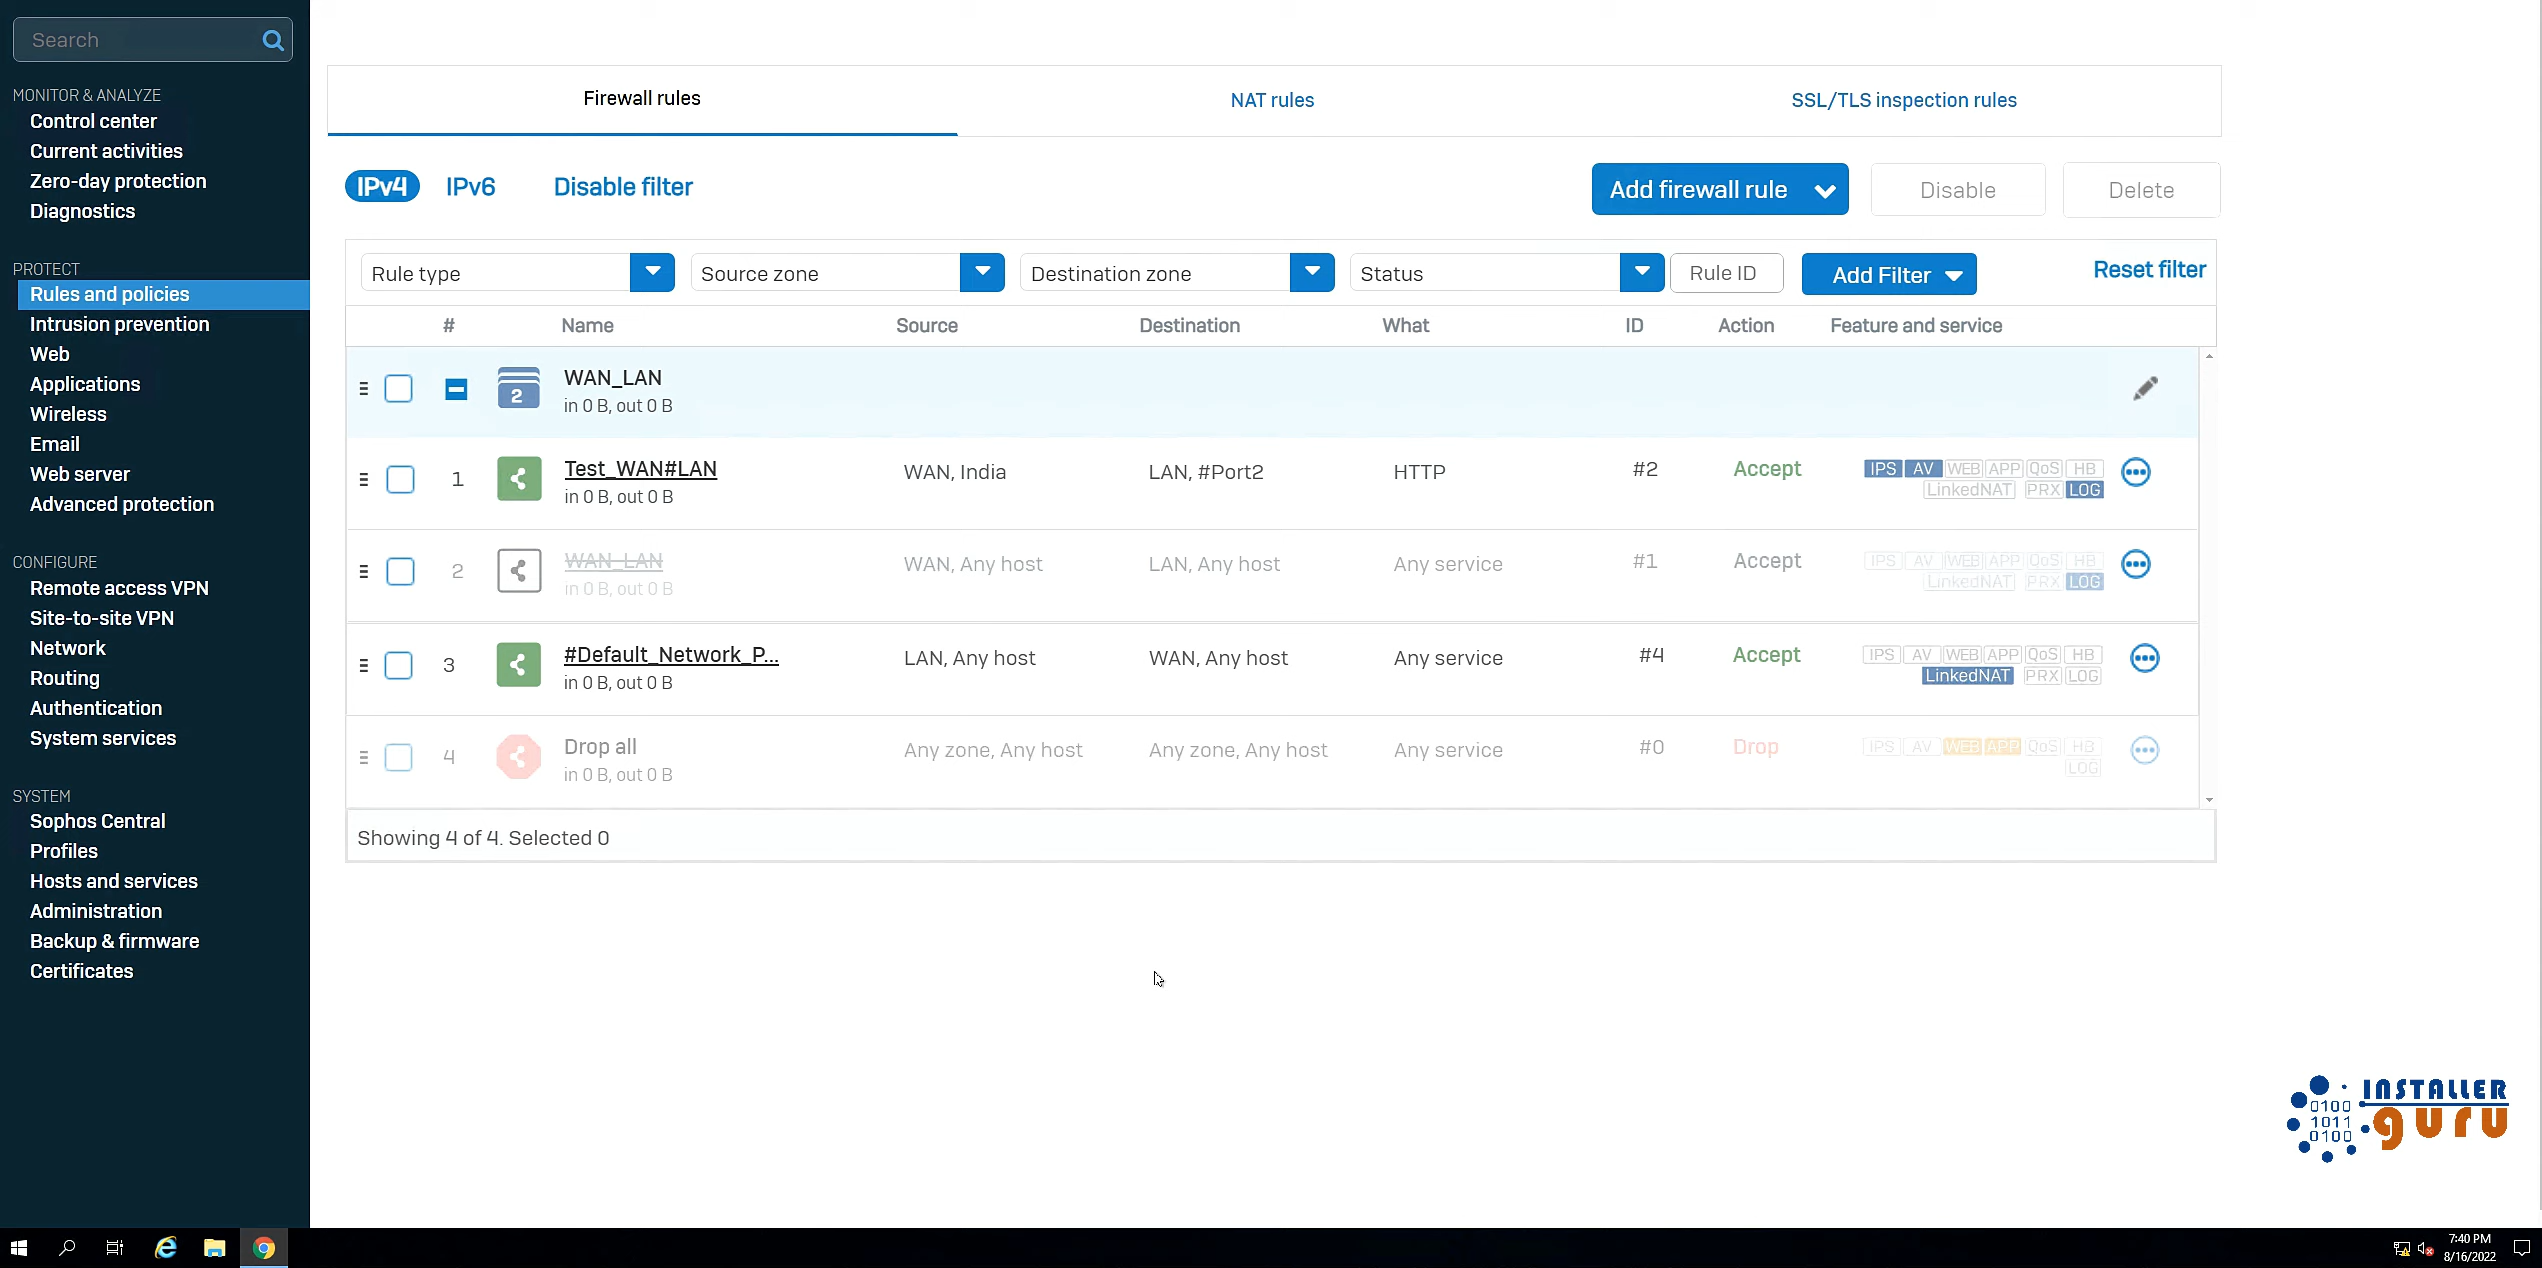 Search
MONITOR & ANALYZE
Control center
Current activities
Zero-day protection
Diagnostics
PROTECT
Rules and policies
Intrusion prevention
Web
Applications
Wireless
Email
Web server
Advanced protection
CONFIGURE
Remote access VPN
Site-to-site VPN
Network
Routing
Authentication
System services
SYSTEM
Sophos Central
Profiles
Hosts and services
Administration
Backup & firmware
Certificates
Firewall rules NAT rules SSL/TLS inspection rules
IPv4 IPv6 Disable filter Add firewall rule Disable Delete
Rule type Source zone Destination zone Status Rule ID Add Filter Reset filter
# Name Source Destination What ID Action Feature and service
2 WAN_LAN
in 0 B, out 0 B
1 Test_WAN#LAN WAN, India LAN, #Port2 HTTP #2 Accept IPS AV WEB APP QoS HB
in 0 B, out 0 B LinkedNAT PRX LOG
2 WAN_LAN WAN, Any host LAN, Any host Any service #1 Accept IPS AV WEB APP QoS HB
in 0 B, out 0 B LinkedNAT PRX LOG
3 #Default_Network_P... LAN, Any host WAN, Any host Any service #4 Accept IPS AV WEB APP QoS HB
in 0 B, out 0 B LinkedNAT PRX LOG
4 Drop all Any zone, Any host Any zone, Any host Any service #0 Drop IPS AV WEB APP QoS HB
in 0 B, out 0 B LOG
Showing 4 of 4. Selected 0
0100
1011
0100
INSTALLER
guru
7:40 PM
8/16/2022